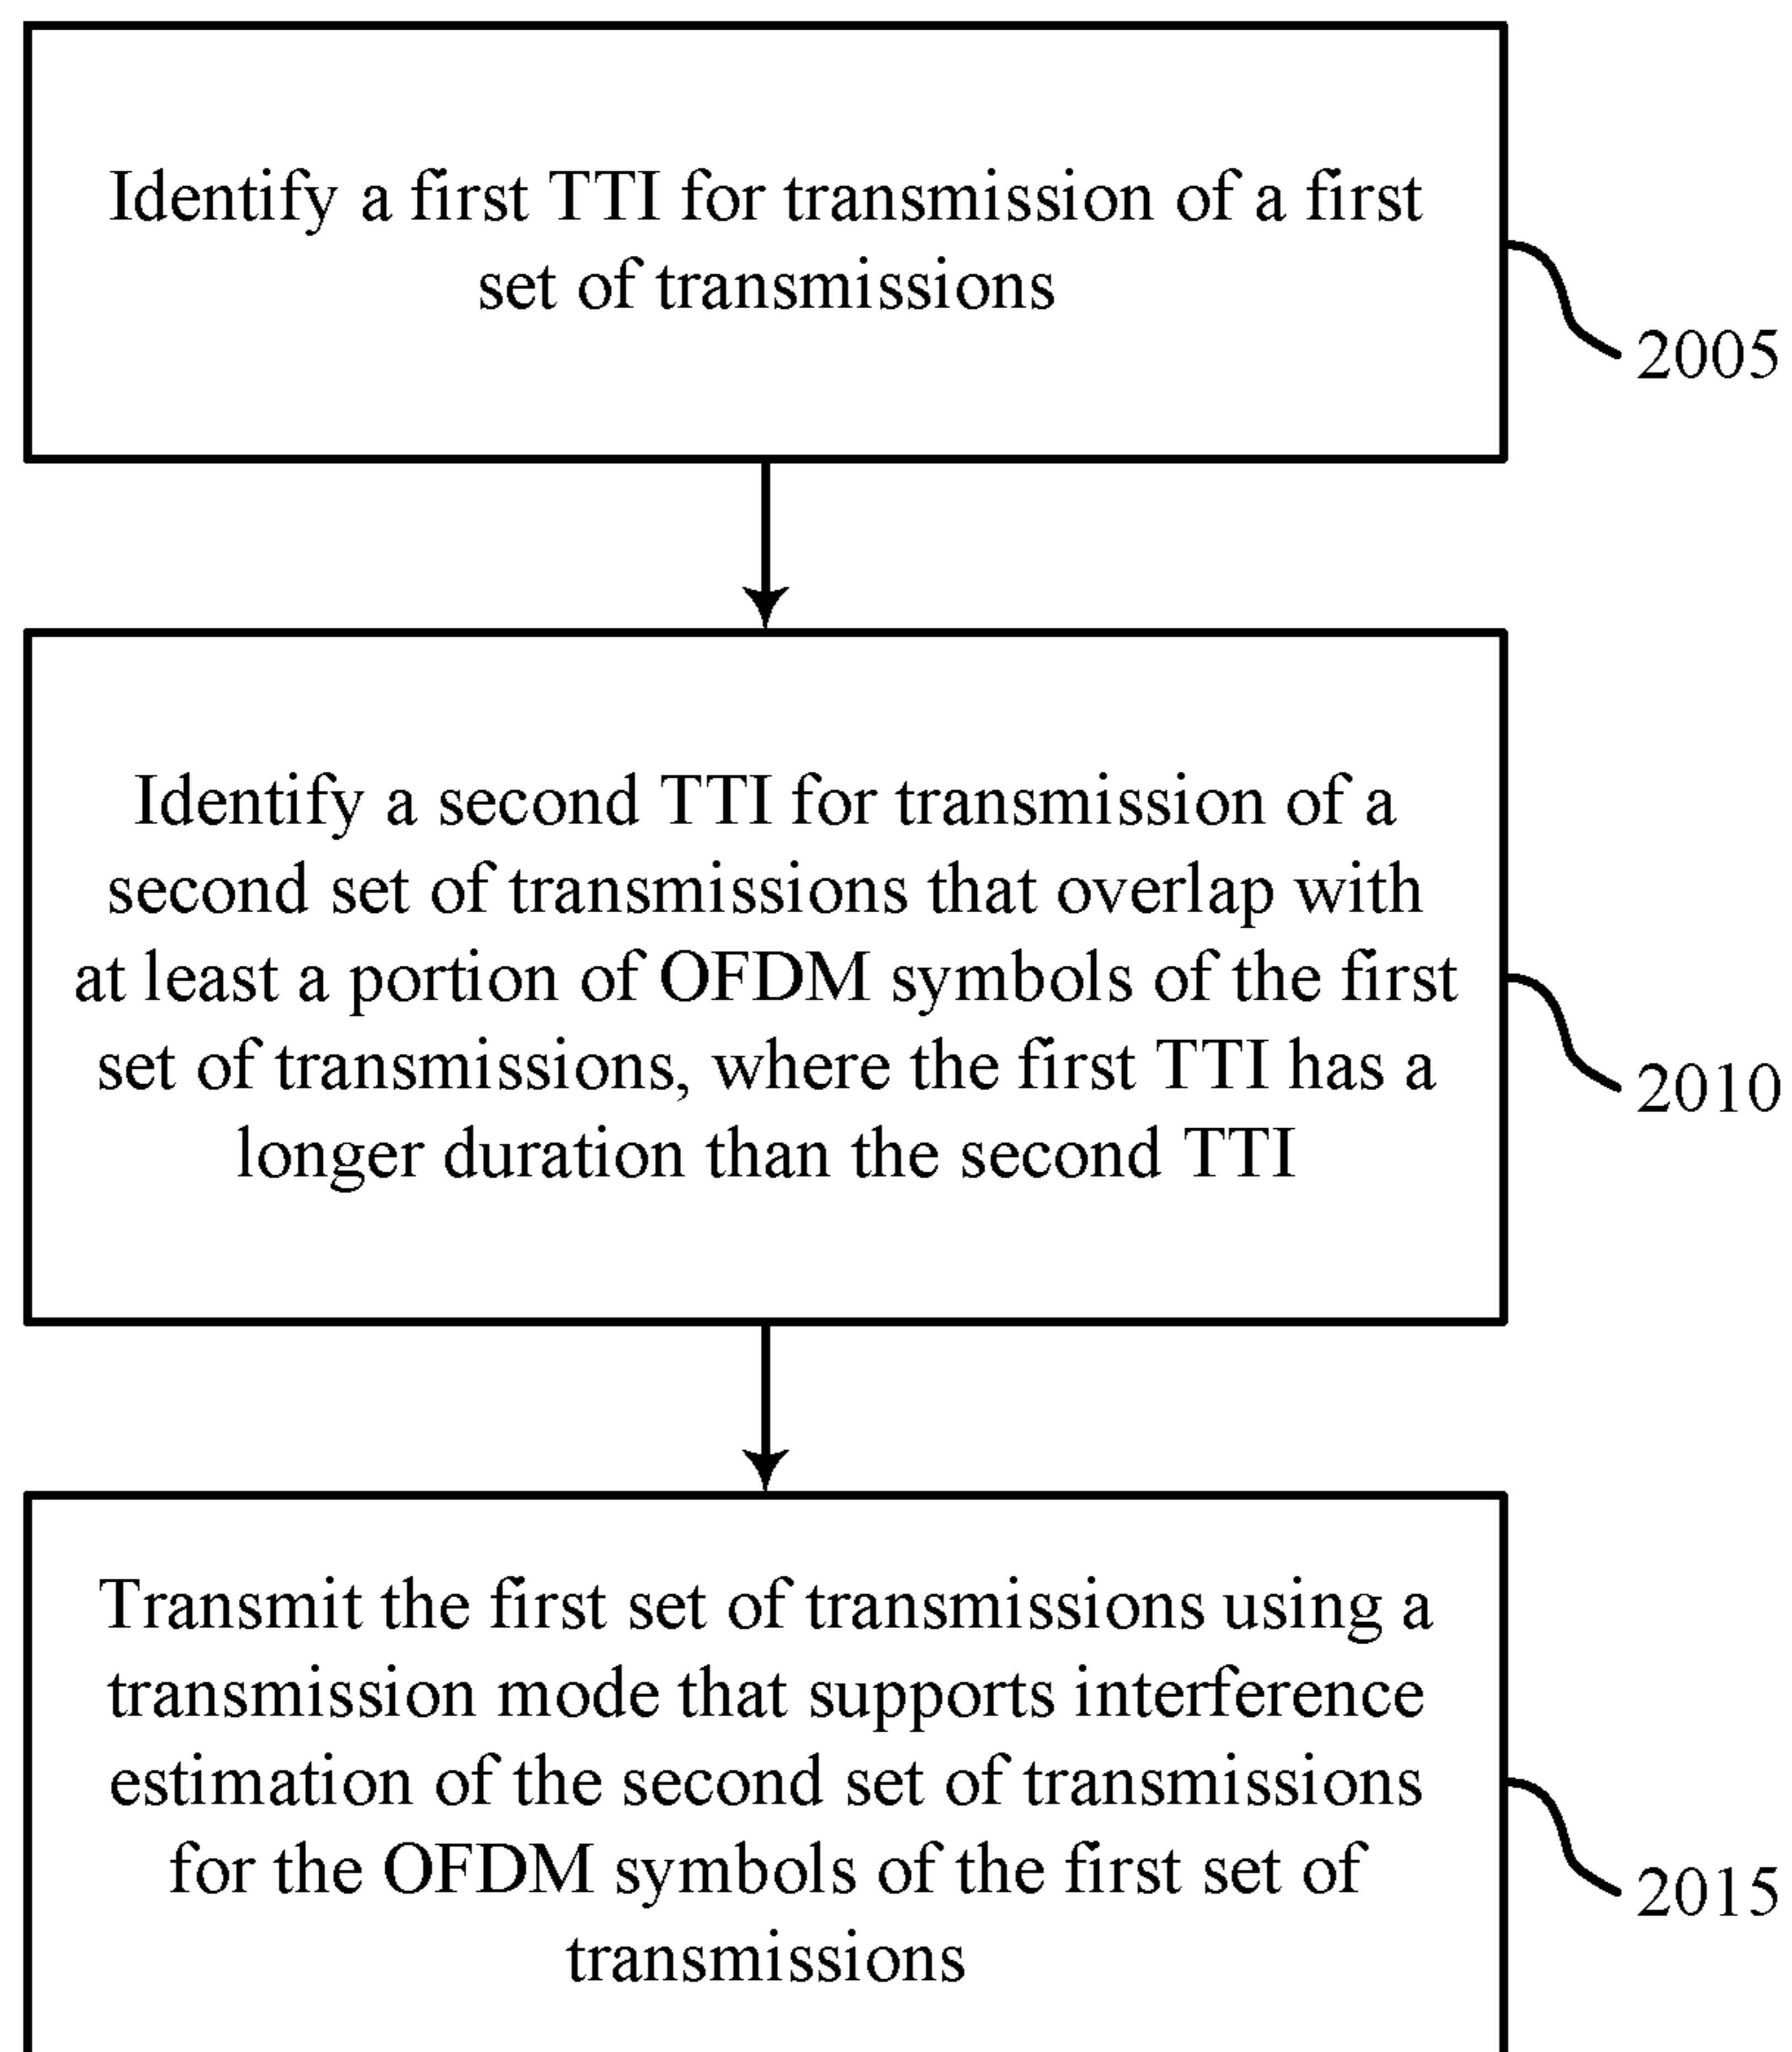 Identify a first TTI for transmission of a first
set of transmissions
2005
Identify a second TTI for transmission of a
second set of transmissions that overlap with
at least a portion of OFDM symbols of the first
set of transmissions, where the first TTI has a
longer duration than the second TTI
2010
Transmit the first set of transmissions using a
transmission mode that supports interference
estimation of the second set of transmissions
for the OFDM symbols of the first set of
transmissions
2015